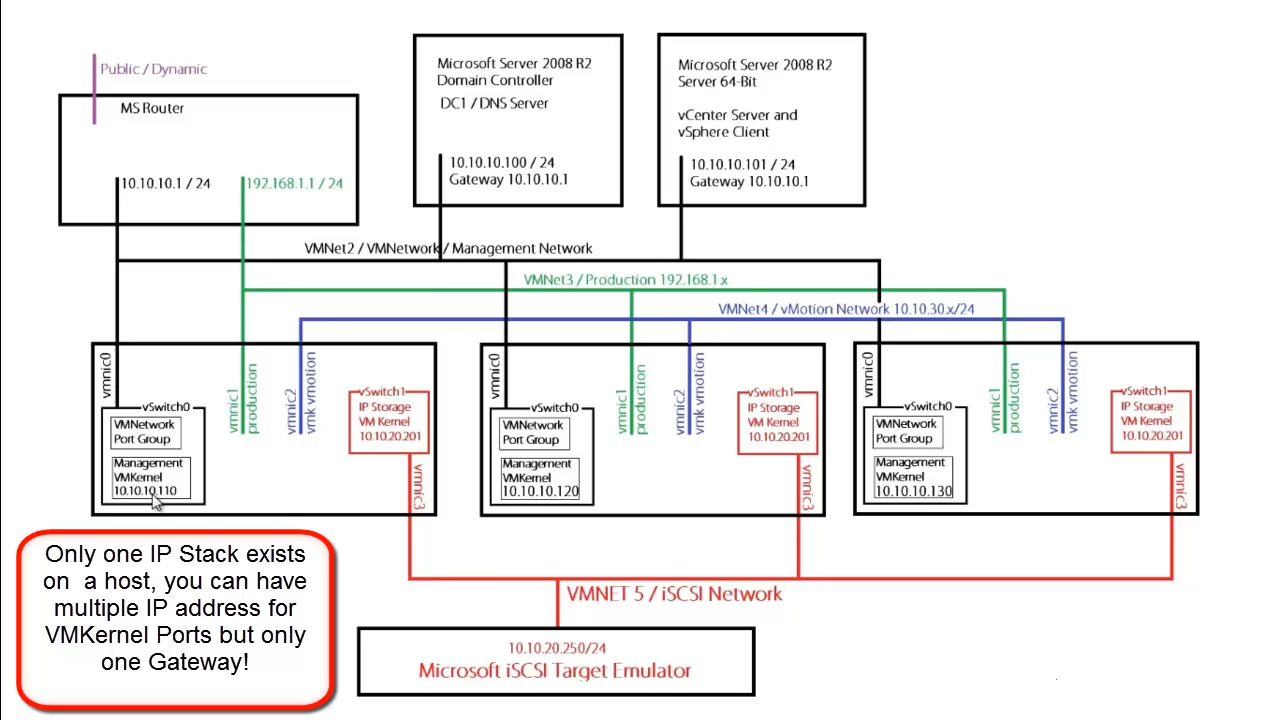 Public / Dynamic
MS Router
10.10.10.1 / 24
192.168.1.1 / 24
Microsoft Server 2008 R2
Domain Controller
DC1 / DNS Server
10.10.10.100 / 24
Gateway 10.10.10.1
Microsoft Server 2008 R2
Server 64-Bit
vCenter Server and
vSphere Client
10.10.10.101 / 24
Gateway 10.10.10.1
VMNet2 / VMNetwork / Management Network
VMNet3 / Production 192.168.1.x
VMNet4 / vMotion Network 10.10.30.x/24
vmnic0
vSwitch0
VMNetwork
Port Group
Management
VMKernel
10.10.10.110
vmnic1
production
vmnic2
vmk vmotion
vSwitch1
IP Storage
VM Kernel
10.10.20.201
vmnic3
vmnic0
vSwitch0
VMNetwork
Port Group
Management
VMKernel
10.10.10.120
vmnic1
production
vmnic2
vmk vmotion
vSwitch1
IP Storage
VM Kernel
10.10.20.201
vmnic3
vmnic0
vSwitch0
VMNetwork
Port Group
Management
VMKernel
10.10.10.130
vmnic1
production
vmnic2
vmk vmotion
vSwitch1
IP Storage
VM Kernel
10.10.20.201
vmnic3
Only one IP Stack exists
on a host, you can have
multiple IP address for
VMKernel Ports but only
one Gateway!
VMNET 5 / iSCSI Network
10.10.20.250/24
Microsoft iSCSI Target Emulator